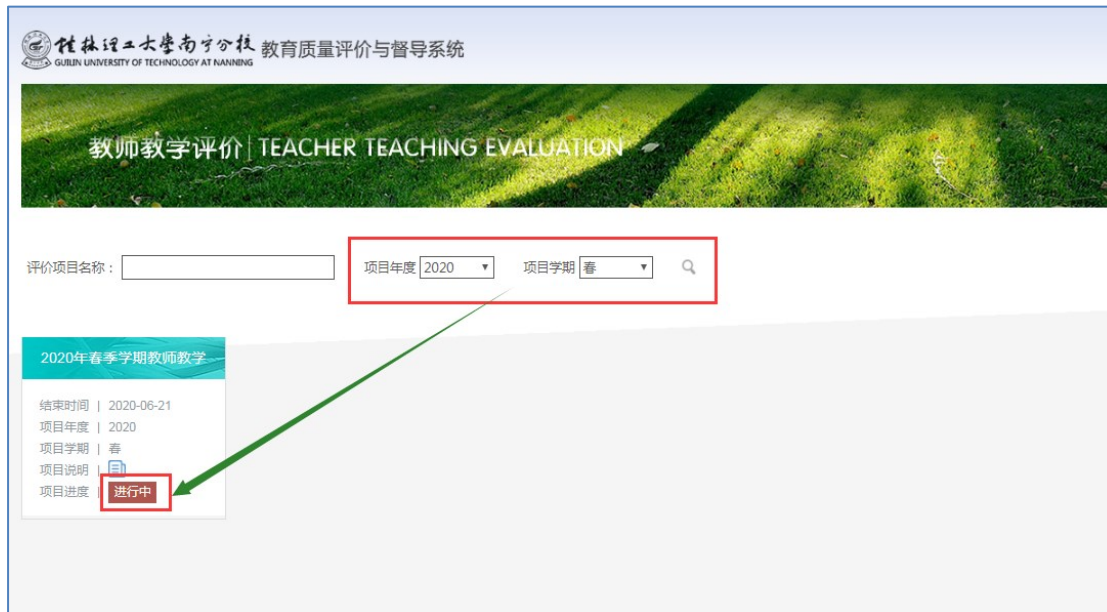 桂林理工大学南宁分校 教育质量评价与督导系统
GUILIN UNIVERSITY OF TECHNOLOGY AT NANNING
教师教学评价 | TEACHER TEACHING EVALUATION
评价项目名称： 项目年度 2020 项目学期 春
2020年春季学期教师教学
结束时间 | 2020-06-21
项目年度 | 2020
项目学期 | 春
项目说明 |
项目进度 | 进行中